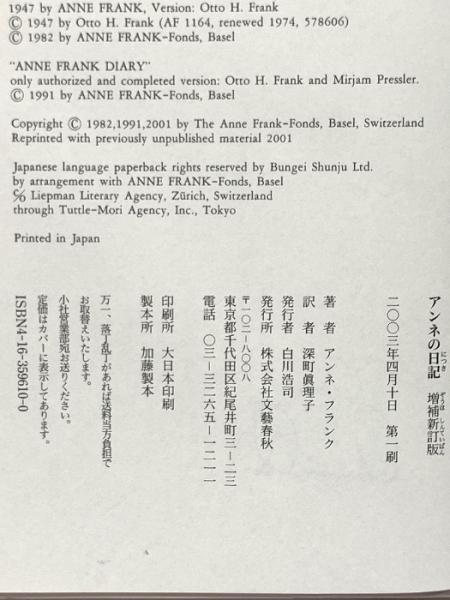 1947 by ANNE FRANK, Version: Otto H. Frank
© 1947 by Otto H. Frank (AF 1164, renewed 1974, 578606)
© 1982 by ANNE FRANK-Fonds, Basel
"ANNE FRANK DIARY"
only authorized and completed version: Otto H. Frank and Mirjam Pressler.
© 1991 by ANNE FRANK-Fonds, Basel
Copyright © 1982,1991,2001 by The Anne Frank-Fonds, Basel, Switzerland
Reprinted with previously unpublished material 2001
Japanese language paperback rights reserved by Bungei Shunju Ltd.
by arrangement with ANNE FRANK-Fonds, Basel
℅ Liepman Literary Agency, Zürich, Switzerland
through Tuttle-Mori Agency, Inc., Tokyo
Printed in Japan
アンネの日記 増補新訂版
にっき ぞうほしんていばん
二〇〇三年四月十日 第一刷
著 者 アンネ・フランク
訳 者 深町眞理子
発行者 白川浩司
発行所 株式会社文藝春秋
〒一〇二―八〇〇八
東京都千代田区紀尾井町三―二三
電話 〇三―三二六五―一二一一
印刷所 大日本印刷
製本所 加藤製本
万一、落丁乱丁があれば送料当方負担で
お取替えいたします。
小社営業部宛お送りください。
定価はカバーに表示してあります。
ISBN4-16-359610-0